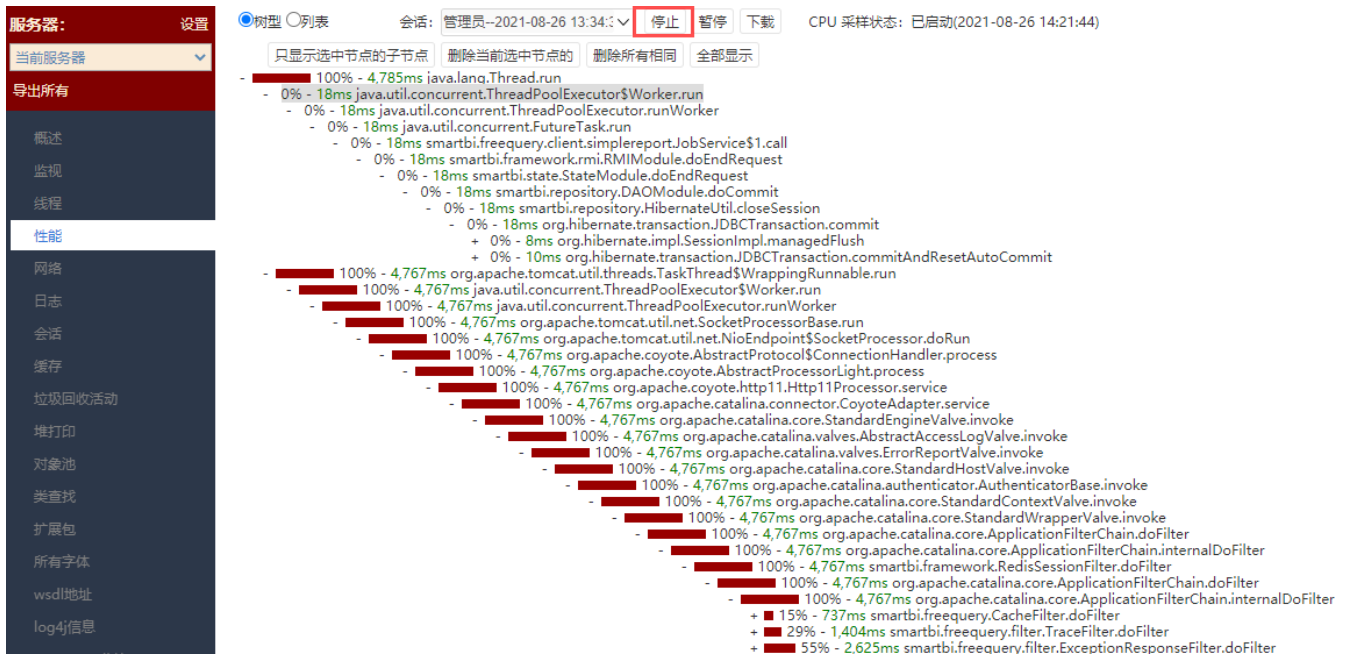 服务器： 设置
当前服务器
导出所有
概述
监视
线程
性能
网络
日志
会话
缓存
垃圾回收活动
堆打印
对象池
类查找
扩展包
所有字体
wsdl地址
log4j信息
树型 列表 会话： 管理员--2021-08-26 13:34:3 停止 暂停 下载 CPU 采样状态：已启动(2021-08-26 14:21:44)
只显示选中节点的子节点 删除当前选中节点的 删除所有相同 全部显示
- 100% - 4,785ms java.lang.Thread.run
- 0% - 18ms java.util.concurrent.ThreadPoolExecutor$Worker.run
- 0% - 18ms java.util.concurrent.ThreadPoolExecutor.runWorker
- 0% - 18ms java.util.concurrent.FutureTask.run
- 0% - 18ms smartbi.freequery.client.simplereport.JobService$1.call
- 0% - 18ms smartbi.framework.rmi.RMIModule.doEndRequest
- 0% - 18ms smartbi.state.StateModule.doEndRequest
- 0% - 18ms smartbi.repository.DAOModule.doCommit
- 0% - 18ms smartbi.repository.HibernateUtil.closeSession
- 0% - 18ms org.hibernate.transaction.JDBCTransaction.commit
+ 0% - 8ms org.hibernate.impl.SessionImpl.managedFlush
+ 0% - 10ms org.hibernate.transaction.JDBCTransaction.commitAndResetAutoCommit
- 100% - 4,767ms org.apache.tomcat.util.threads.TaskThread$WrappingRunnable.run
- 100% - 4,767ms java.util.concurrent.ThreadPoolExecutor$Worker.run
- 100% - 4,767ms java.util.concurrent.ThreadPoolExecutor.runWorker
- 100% - 4,767ms org.apache.tomcat.util.net.SocketProcessorBase.run
- 100% - 4,767ms org.apache.tomcat.util.net.NioEndpoint$SocketProcessor.doRun
- 100% - 4,767ms org.apache.coyote.AbstractProtocol$ConnectionHandler.process
- 100% - 4,767ms org.apache.coyote.AbstractProcessorLight.process
- 100% - 4,767ms org.apache.coyote.http11.Http11Processor.service
- 100% - 4,767ms org.apache.catalina.connector.CoyoteAdapter.service
- 100% - 4,767ms org.apache.catalina.core.StandardEngineValve.invoke
- 100% - 4,767ms org.apache.catalina.valves.AbstractAccessLogValve.invoke
- 100% - 4,767ms org.apache.catalina.valves.ErrorReportValve.invoke
- 100% - 4,767ms org.apache.catalina.core.StandardHostValve.invoke
- 100% - 4,767ms org.apache.catalina.authenticator.AuthenticatorBase.invoke
- 100% - 4,767ms org.apache.catalina.core.StandardContextValve.invoke
- 100% - 4,767ms org.apache.catalina.core.StandardWrapperValve.invoke
- 100% - 4,767ms org.apache.catalina.core.ApplicationFilterChain.doFilter
- 100% - 4,767ms org.apache.catalina.core.ApplicationFilterChain.internalDoFilter
- 100% - 4,767ms smartbi.framework.RedisSessionFilter.doFilter
- 100% - 4,767ms org.apache.catalina.core.ApplicationFilterChain.doFilter
- 100% - 4,767ms org.apache.catalina.core.ApplicationFilterChain.internalDoFilter
+ 15% - 737ms smartbi.freequery.CacheFilter.doFilter
+ 29% - 1,404ms smartbi.freequery.filter.TraceFilter.doFilter
+ 55% - 2,625ms smartbi.freequery.filter.ExceptionResponseFilter.doFilter